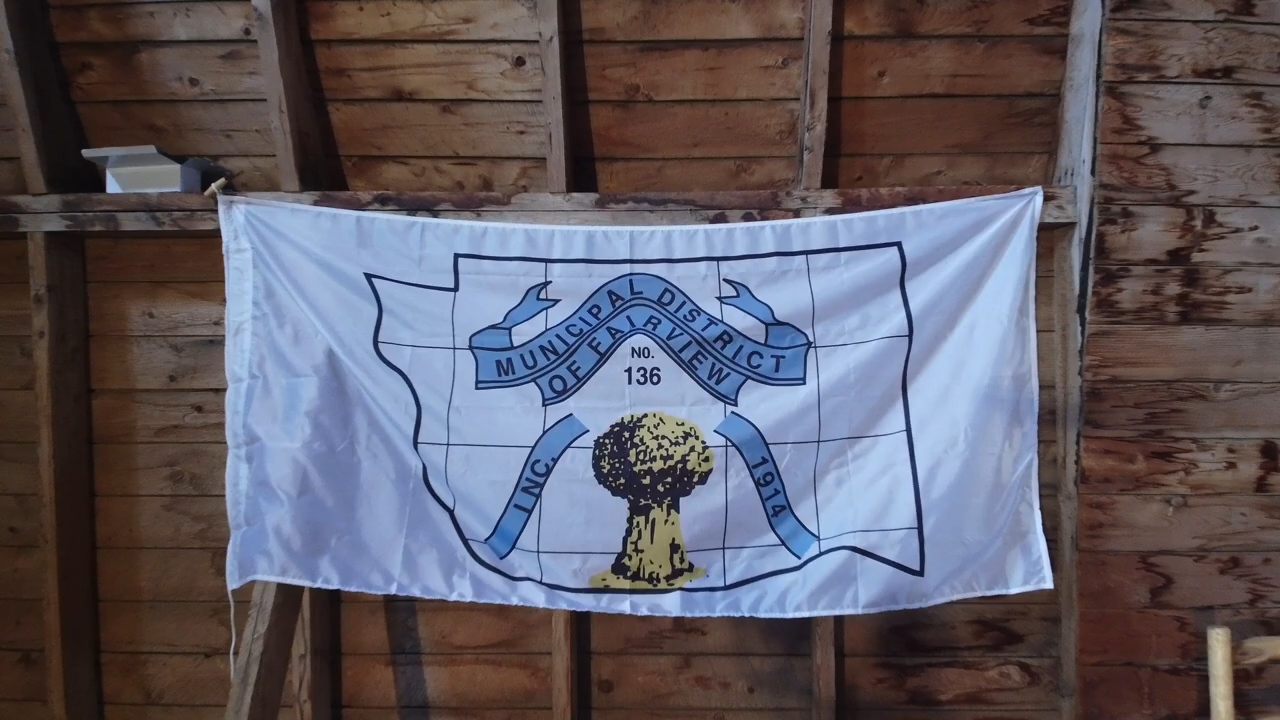 MUNICIPAL DISTRICT
OF FAIRVIEW
NO.
136
INC.
1914